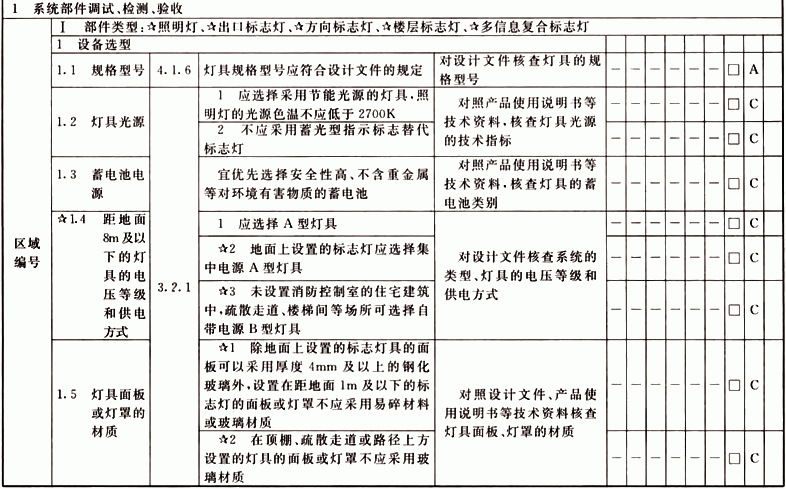 1 系统部件调试、检测、验收
Ⅰ 部件类型:☆照明灯、☆出口标志灯、☆方向标志灯、☆楼层标志灯、☆多信息复合标志灯
1 设备选型
区域
编号
1.1 规格型号
4.1.6
灯具规格型号应符合设计文件的规定
对设计文件核查灯具的规
格型号
— — — — — — □ A
1.2 灯具光源
3.2.1
1 应选择采用节能光源的灯具,照
明灯的光源色温不应低于2700K
对照产品使用说明书等
技术资料,核查灯具光源
的技术指标
— — — — — — □ C
2 不应采用蓄光型指示标志替代
标志灯
— — — — — — □ C
1.3 蓄电池电
源
宜优先选择安全性高、不含重金属
等对环境有害物质的蓄电池
对照产品使用说明书等
技术资料,核查灯具的蓄
电池类别
— — — — — — □ C
☆1.4 距地面
8m及以
下的灯
具的电
压等级
和供电
方式
1 应选择A型灯具
对设计文件核查系统的
类型、灯具的电压等级和
供电方式
— — — — — — □ C
☆2 地面上设置的标志灯应选择集
中电源A型灯具
— — — — — — □ C
☆3 未设置消防控制室的住宅建筑
中,疏散走道、楼梯间等场所可选择自
带电源B型灯具
— — — — — — □ C
1.5 灯具面板
或灯罩的
材质
☆1 除地面上设置的标志灯具的面
板可以采用厚度4mm及以上的钢化
玻璃外,设置在距地面1m及以下的标
志灯的面板或灯罩不应采用易碎材料
或玻璃材质
对照设计文件、产品使
用说明书等技术资料核查
灯具面板、灯罩的材质
— — — — — — □ C
☆2 在顶棚、疏散走道或路径上方
设置的灯具的面板或灯罩不应采用玻
璃材质
— — — — — — □ C